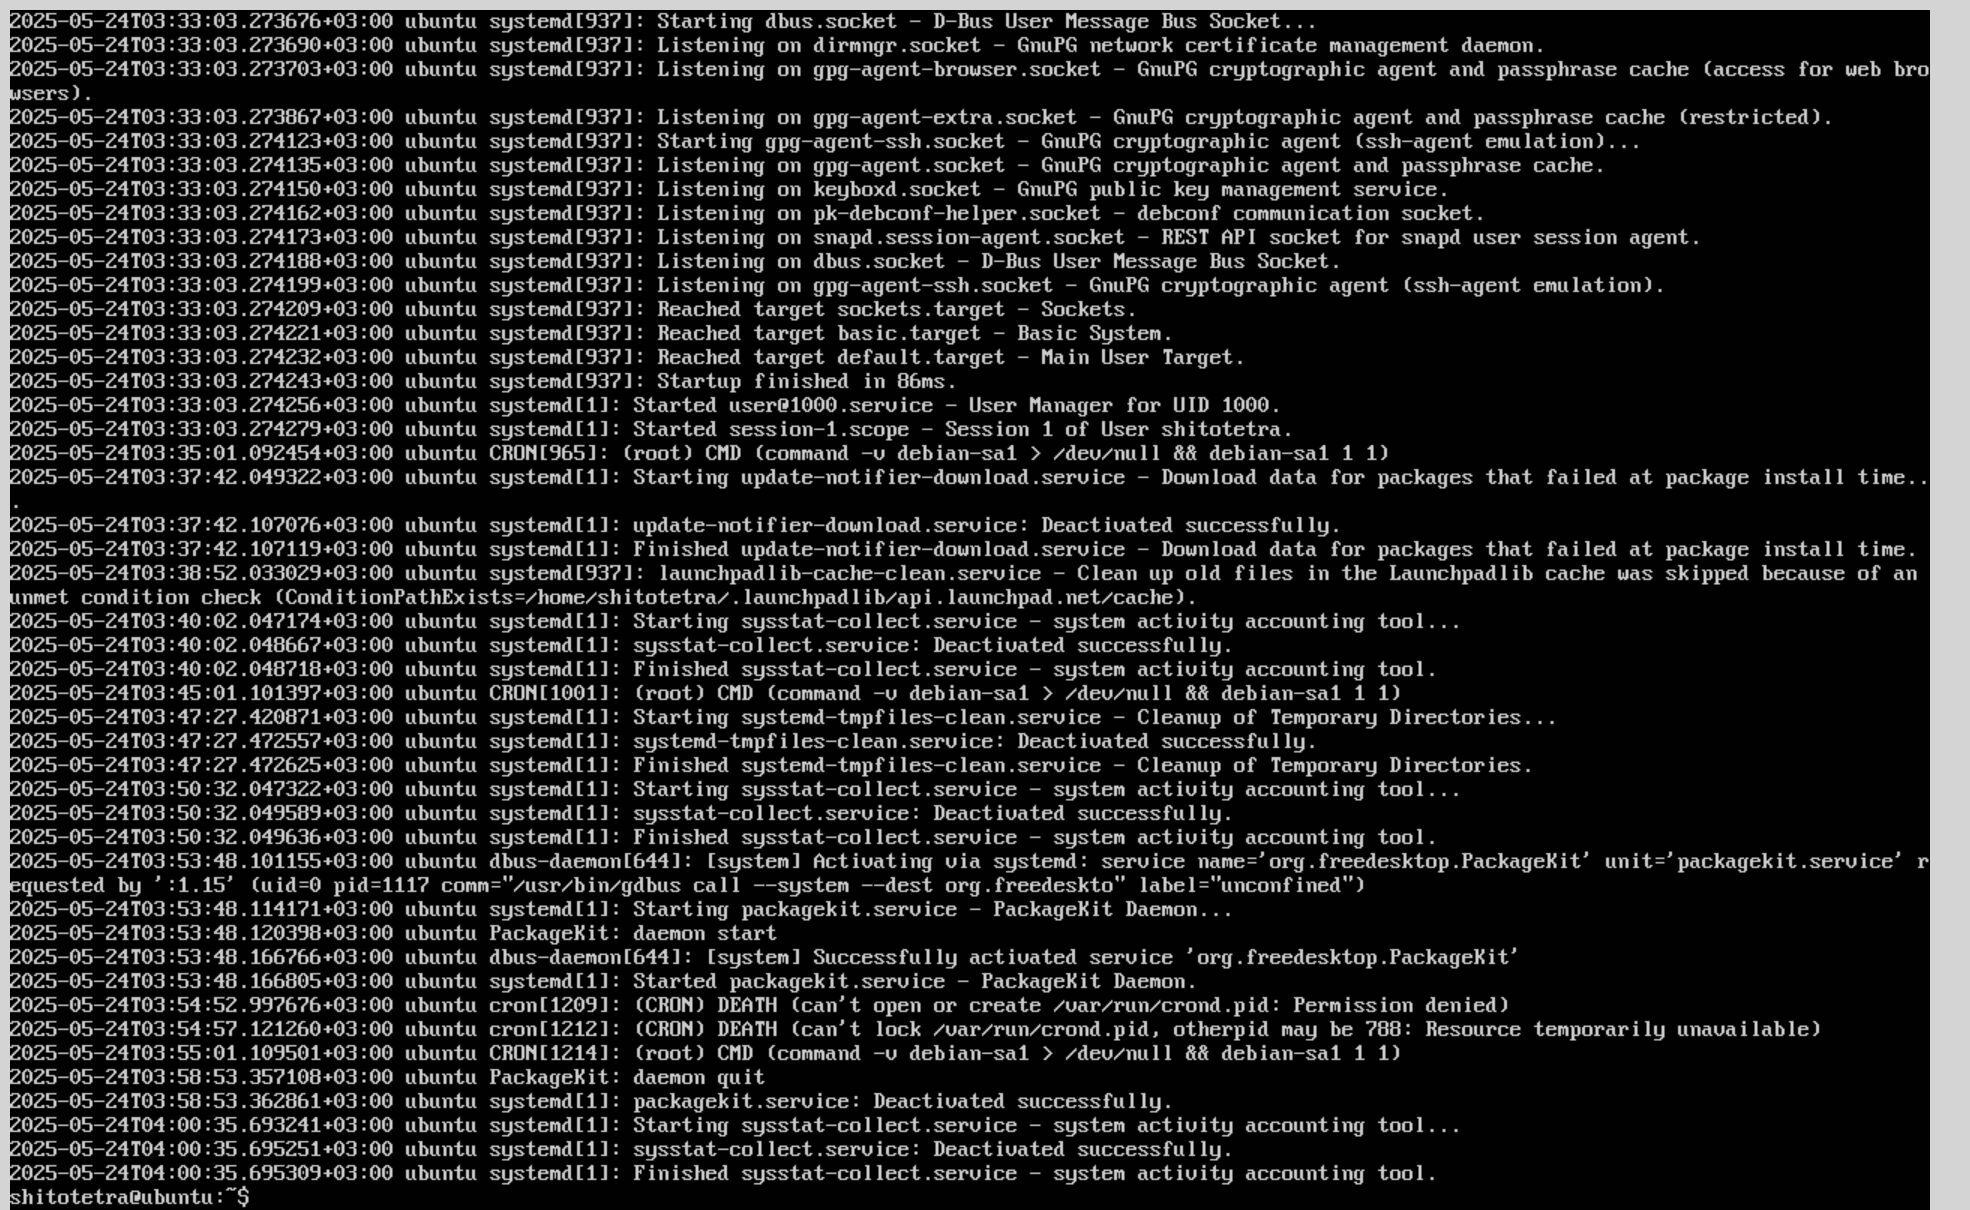 2025-05-24T03:33:03.273676+03:00 ubuntu systemd[937]: Starting dbus.socket - D-Bus User Message Bus Socket...
2025-05-24T03:33:03.273690+03:00 ubuntu systemd[937]: Listening on dirmngr.socket - GnuPG network certificate management daemon.
2025-05-24T03:33:03.273703+03:00 ubuntu systemd[937]: Listening on gpg-agent-browser.socket - GnuPG cryptographic agent and passphrase cache (access for web bro
wsers).
2025-05-24T03:33:03.273867+03:00 ubuntu systemd[937]: Listening on gpg-agent-extra.socket - GnuPG cryptographic agent and passphrase cache (restricted).
2025-05-24T03:33:03.274123+03:00 ubuntu systemd[937]: Starting gpg-agent-ssh.socket - GnuPG cryptographic agent (ssh-agent emulation)...
2025-05-24T03:33:03.274135+03:00 ubuntu systemd[937]: Listening on gpg-agent.socket - GnuPG cryptographic agent and passphrase cache.
2025-05-24T03:33:03.274150+03:00 ubuntu systemd[937]: Listening on keyboxd.socket - GnuPG public key management service.
2025-05-24T03:33:03.274162+03:00 ubuntu systemd[937]: Listening on pk-debconf-helper.socket - debconf communication socket.
2025-05-24T03:33:03.274173+03:00 ubuntu systemd[937]: Listening on snapd.session-agent.socket - REST API socket for snapd user session agent.
2025-05-24T03:33:03.274188+03:00 ubuntu systemd[937]: Listening on dbus.socket - D-Bus User Message Bus Socket.
2025-05-24T03:33:03.274199+03:00 ubuntu systemd[937]: Listening on gpg-agent-ssh.socket - GnuPG cryptographic agent (ssh-agent emulation).
2025-05-24T03:33:03.274209+03:00 ubuntu systemd[937]: Reached target sockets.target - Sockets.
2025-05-24T03:33:03.274221+03:00 ubuntu systemd[937]: Reached target basic.target - Basic System.
2025-05-24T03:33:03.274232+03:00 ubuntu systemd[937]: Reached target default.target - Main User Target.
2025-05-24T03:33:03.274243+03:00 ubuntu systemd[937]: Startup finished in 86ms.
2025-05-24T03:33:03.274256+03:00 ubuntu systemd[1]: Started user@1000.service - User Manager for UID 1000.
2025-05-24T03:33:03.274279+03:00 ubuntu systemd[1]: Started session-1.scope - Session 1 of User shitotetra.
2025-05-24T03:35:01.092454+03:00 ubuntu CRON[965]: (root) CMD (command -v debian-sa1 > /dev/null && debian-sa1 1 1)
2025-05-24T03:37:42.049322+03:00 ubuntu systemd[1]: Starting update-notifier-download.service - Download data for packages that failed at package install time..
.
2025-05-24T03:37:42.107076+03:00 ubuntu systemd[1]: update-notifier-download.service: Deactivated successfully.
2025-05-24T03:37:42.107119+03:00 ubuntu systemd[1]: Finished update-notifier-download.service - Download data for packages that failed at package install time.
2025-05-24T03:38:52.033029+03:00 ubuntu systemd[937]: launchpadlib-cache-clean.service - Clean up old files in the Launchpadlib cache was skipped because of an
unmet condition check (ConditionPathExists=/home/shitotetra/.launchpadlib/api.launchpad.net/cache).
2025-05-24T03:40:02.047174+03:00 ubuntu systemd[1]: Starting sysstat-collect.service - system activity accounting tool...
2025-05-24T03:40:02.048667+03:00 ubuntu systemd[1]: sysstat-collect.service: Deactivated successfully.
2025-05-24T03:40:02.048718+03:00 ubuntu systemd[1]: Finished sysstat-collect.service - system activity accounting tool.
2025-05-24T03:45:01.101397+03:00 ubuntu CRON[1001]: (root) CMD (command -v debian-sa1 > /dev/null && debian-sa1 1 1)
2025-05-24T03:47:27.420871+03:00 ubuntu systemd[1]: Starting systemd-tmpfiles-clean.service - Cleanup of Temporary Directories...
2025-05-24T03:47:27.472557+03:00 ubuntu systemd[1]: systemd-tmpfiles-clean.service: Deactivated successfully.
2025-05-24T03:47:27.472625+03:00 ubuntu systemd[1]: Finished systemd-tmpfiles-clean.service - Cleanup of Temporary Directories.
2025-05-24T03:50:32.047322+03:00 ubuntu systemd[1]: Starting sysstat-collect.service - system activity accounting tool...
2025-05-24T03:50:32.049589+03:00 ubuntu systemd[1]: sysstat-collect.service: Deactivated successfully.
2025-05-24T03:50:32.049636+03:00 ubuntu systemd[1]: Finished sysstat-collect.service - system activity accounting tool.
2025-05-24T03:53:48.101155+03:00 ubuntu dbus-daemon[644]: [system] Activating via systemd: service name='org.freedesktop.PackageKit' unit='packagekit.service' r
equested by ':1.15' (uid=0 pid=1117 comm="/usr/bin/gdbus call --system --dest org.freedeskto" label="unconfined")
2025-05-24T03:53:48.114171+03:00 ubuntu systemd[1]: Starting packagekit.service - PackageKit Daemon...
2025-05-24T03:53:48.120398+03:00 ubuntu PackageKit: daemon start
2025-05-24T03:53:48.166766+03:00 ubuntu dbus-daemon[644]: [system] Successfully activated service 'org.freedesktop.PackageKit'
2025-05-24T03:53:48.166805+03:00 ubuntu systemd[1]: Started packagekit.service - PackageKit Daemon.
2025-05-24T03:54:52.997676+03:00 ubuntu cron[1209]: (CRON) DEATH (can't open or create /var/run/crond.pid: Permission denied)
2025-05-24T03:54:57.121260+03:00 ubuntu cron[1212]: (CRON) DEATH (can't lock /var/run/crond.pid, otherpid may be 788: Resource temporarily unavailable)
2025-05-24T03:55:01.109501+03:00 ubuntu CRON[1214]: (root) CMD (command -v debian-sa1 > /dev/null && debian-sa1 1 1)
2025-05-24T03:58:53.357108+03:00 ubuntu PackageKit: daemon quit
2025-05-24T03:58:53.362861+03:00 ubuntu systemd[1]: packagekit.service: Deactivated successfully.
2025-05-24T04:00:35.693241+03:00 ubuntu systemd[1]: Starting sysstat-collect.service - system activity accounting tool...
2025-05-24T04:00:35.695251+03:00 ubuntu systemd[1]: sysstat-collect.service: Deactivated successfully.
2025-05-24T04:00:35.695309+03:00 ubuntu systemd[1]: Finished sysstat-collect.service - system activity accounting tool.
shitotetra@ubuntu:~$